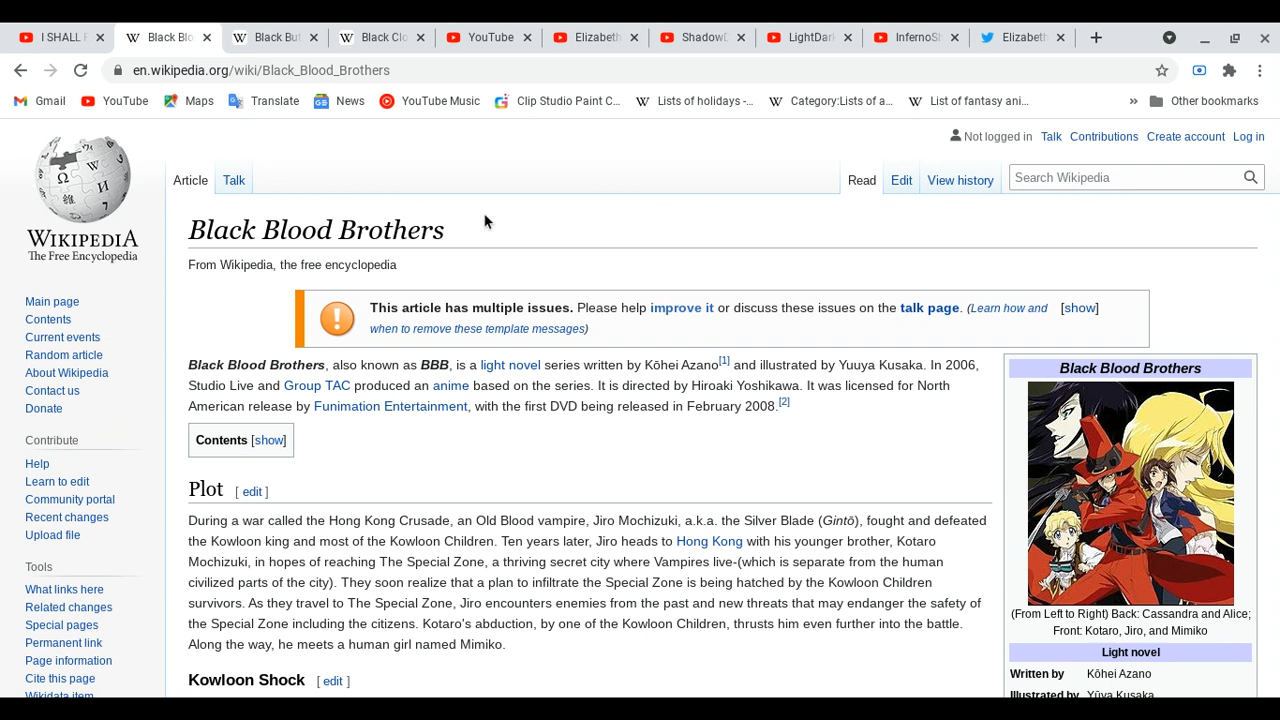 I SHALL
Black Blo
Black But
Black Clo
YouTube
Elizabeth
Shadow
LightDark
InfernoS
Elizabeth
en.wikipedia.org/wiki/Black_Blood_Brothers
Gmail YouTube Maps Translate News YouTube Music Clip Studio Paint C... Lists of holidays -... Category:Lists of a... List of fantasy ani... » Other bookmarks
Not logged in Talk Contributions Create account Log in
Article Talk Read Edit View history Search Wikipedia
WIKIPEDIA
The Free Encyclopedia
Main page
Contents
Current events
Random article
About Wikipedia
Contact us
Donate
Contribute
Help
Learn to edit
Community portal
Recent changes
Upload file
Tools
What links here
Related changes
Special pages
Permanent link
Page information
Cite this page
Wikidata item
Black Blood Brothers
From Wikipedia, the free encyclopedia
This article has multiple issues. Please help improve it or discuss these issues on the talk page. (Learn how and
when to remove these template messages)
[show]
Black Blood Brothers, also known as BBB, is a light novel series written by Kōhei Azano[1] and illustrated by Yuuya Kusaka. In 2006,
Studio Live and Group TAC produced an anime based on the series. It is directed by Hiroaki Yoshikawa. It was licensed for North
American release by Funimation Entertainment, with the first DVD being released in February 2008.[2]
Contents [show]
Plot [ edit ]
During a war called the Hong Kong Crusade, an Old Blood vampire, Jiro Mochizuki, a.k.a. the Silver Blade (Gintō), fought and defeated
the Kowloon king and most of the Kowloon Children. Ten years later, Jiro heads to Hong Kong with his younger brother, Kotaro
Mochizuki, in hopes of reaching The Special Zone, a thriving secret city where Vampires live-(which is separate from the human
civilized parts of the city). They soon realize that a plan to infiltrate the Special Zone is being hatched by the Kowloon Children
survivors. As they travel to The Special Zone, Jiro encounters enemies from the past and new threats that may endanger the safety of
the Special Zone including the citizens. Kotaro's abduction, by one of the Kowloon Children, thrusts him even further into the battle.
Along the way, he meets a human girl named Mimiko.
Kowloon Shock [ edit ]
Black Blood Brothers
(From Left to Right) Back: Cassandra and Alice;
Front: Kotaro, Jiro, and Mimiko
Light novel
Written by Kōhei Azano
Illustrated by Yūya Kusaka